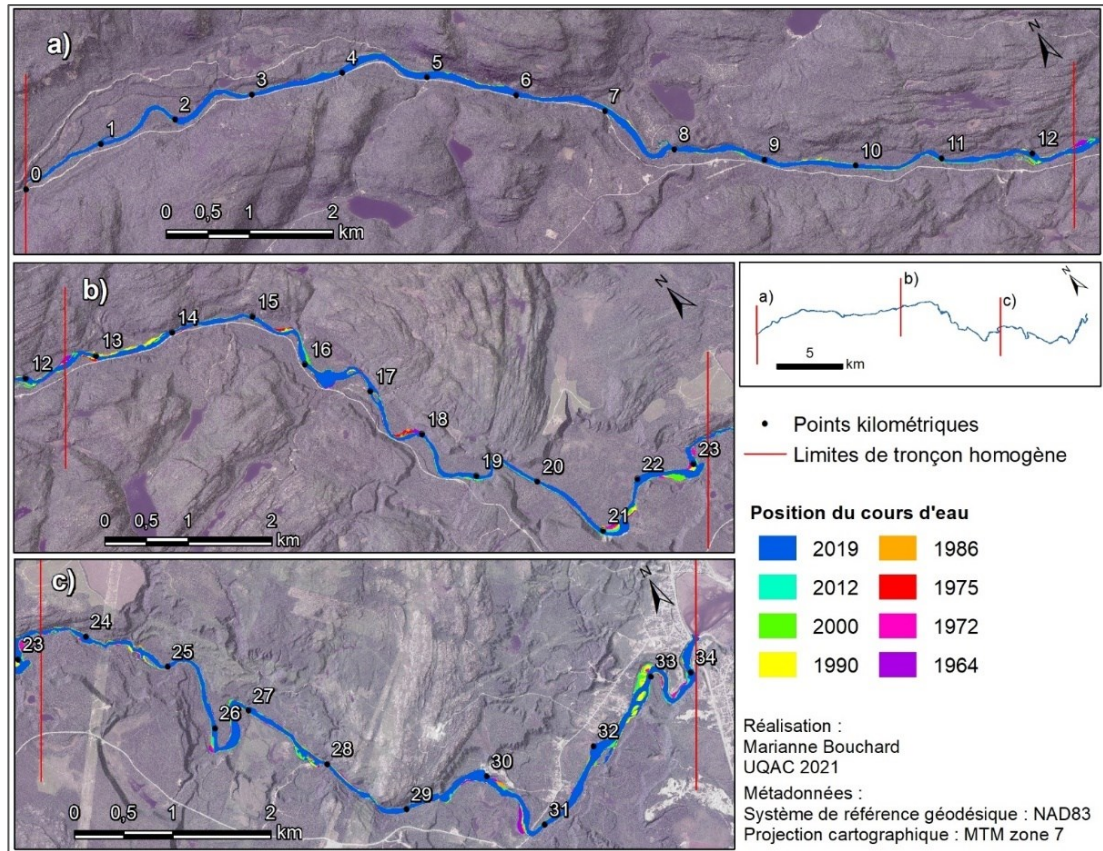 a)
N
0
1
2
3
4
5
6
7
8
9
10
11
12
0 0,5 1 2
km
b)
N
12
13
14
15
16
17
18
19
20
21
22
23
0 0,5 1 2
km
c)
N
23
24
25
26
27
28
29
30
31
32
33
34
0 0,5 1 2
km
a) b) c)
N
5
km
Points kilométriques
Limites de tronçon homogène
Position du cours d'eau
2019 1986
2012 1975
2000 1972
1990 1964
Réalisation :
Marianne Bouchard
UQAC 2021
Métadonnées :
Système de référence géodésique : NAD83
Projection cartographique : MTM zone 7